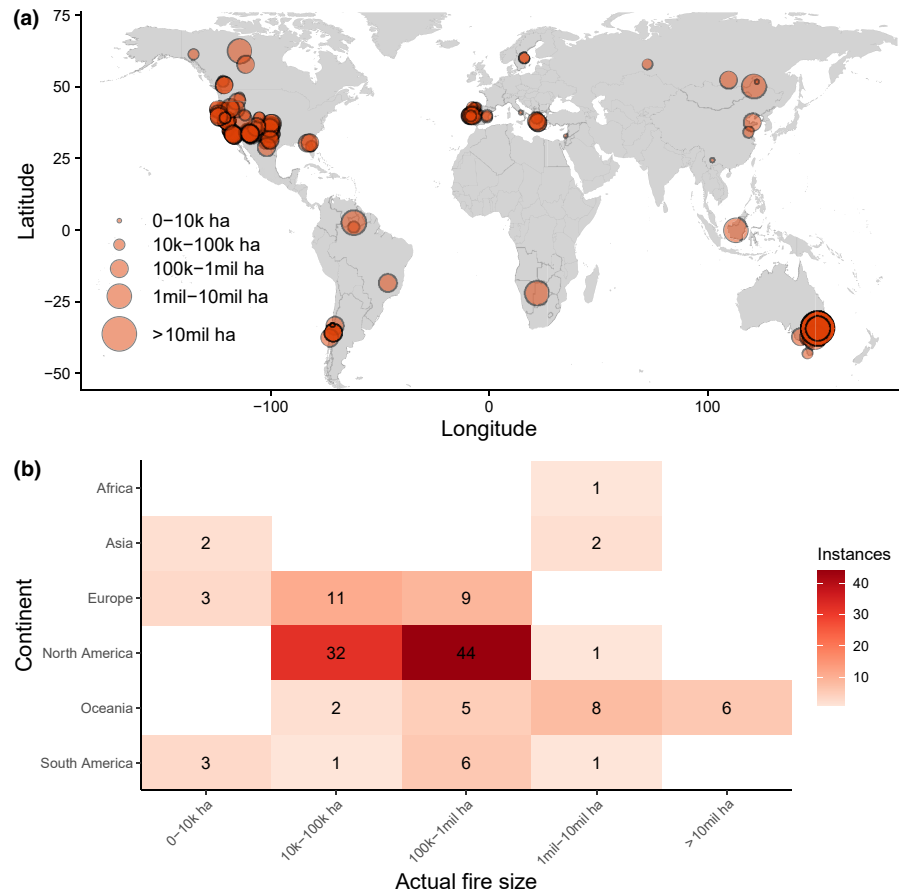 (a)
75
50
25
0
−25
−50
Latitude
0−10k ha
10k−100k ha
100k−1mil ha
1mil−10mil ha
>10mil ha
−100
0
100
Longitude
(b)
Continent
Africa
1
Asia
2
2
Europe
3
11
9
North America
32
44
1
Oceania
2
5
8
6
South America
3
1
6
1
0−10k ha
10k−100k ha
100k−1mil ha
1mil−10mil ha
>10mil ha
Actual fire size
Instances
40
30
20
10